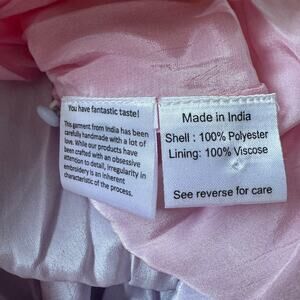 You have fantastic taste!
This garment from India has been
carefully handmade with a lot of
love. While our products have
been crafted with an obsessive
attention to detail, irregularity in
embroidery is an inherent
characteristic of the process.
Made in India
Shell : 100% Polyester
Lining: 100% Viscose
See reverse for care